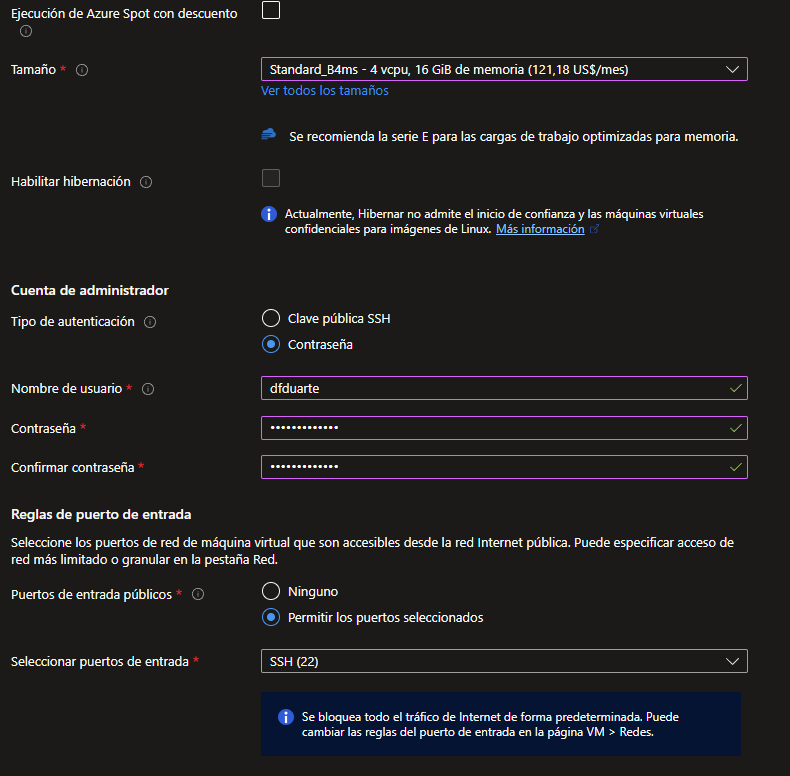 Ejecución de Azure Spot con descuento
Tamaño *
Standard_B4ms - 4 vcpu, 16 GiB de memoria (121,18 US$/mes)
Ver todos los tamaños
Se recomienda la serie E para las cargas de trabajo optimizadas para memoria.
Habilitar hibernación
Actualmente, Hibernar no admite el inicio de confianza y las máquinas virtuales
confidenciales para imágenes de Linux. Más información
Cuenta de administrador
Tipo de autenticación
Clave pública SSH
Contraseña
Nombre de usuario *
dfduarte
Contraseña *
•••••••••••••
Confirmar contraseña *
•••••••••••••
Reglas de puerto de entrada
Seleccione los puertos de red de máquina virtual que son accesibles desde la red Internet pública. Puede especificar acceso de
red más limitado o granular en la pestaña Red.
Puertos de entrada públicos *
Ninguno
Permitir los puertos seleccionados
Seleccionar puertos de entrada *
SSH (22)
Se bloquea todo el tráfico de Internet de forma predeterminada. Puede
cambiar las reglas del puerto de entrada en la página VM > Redes.